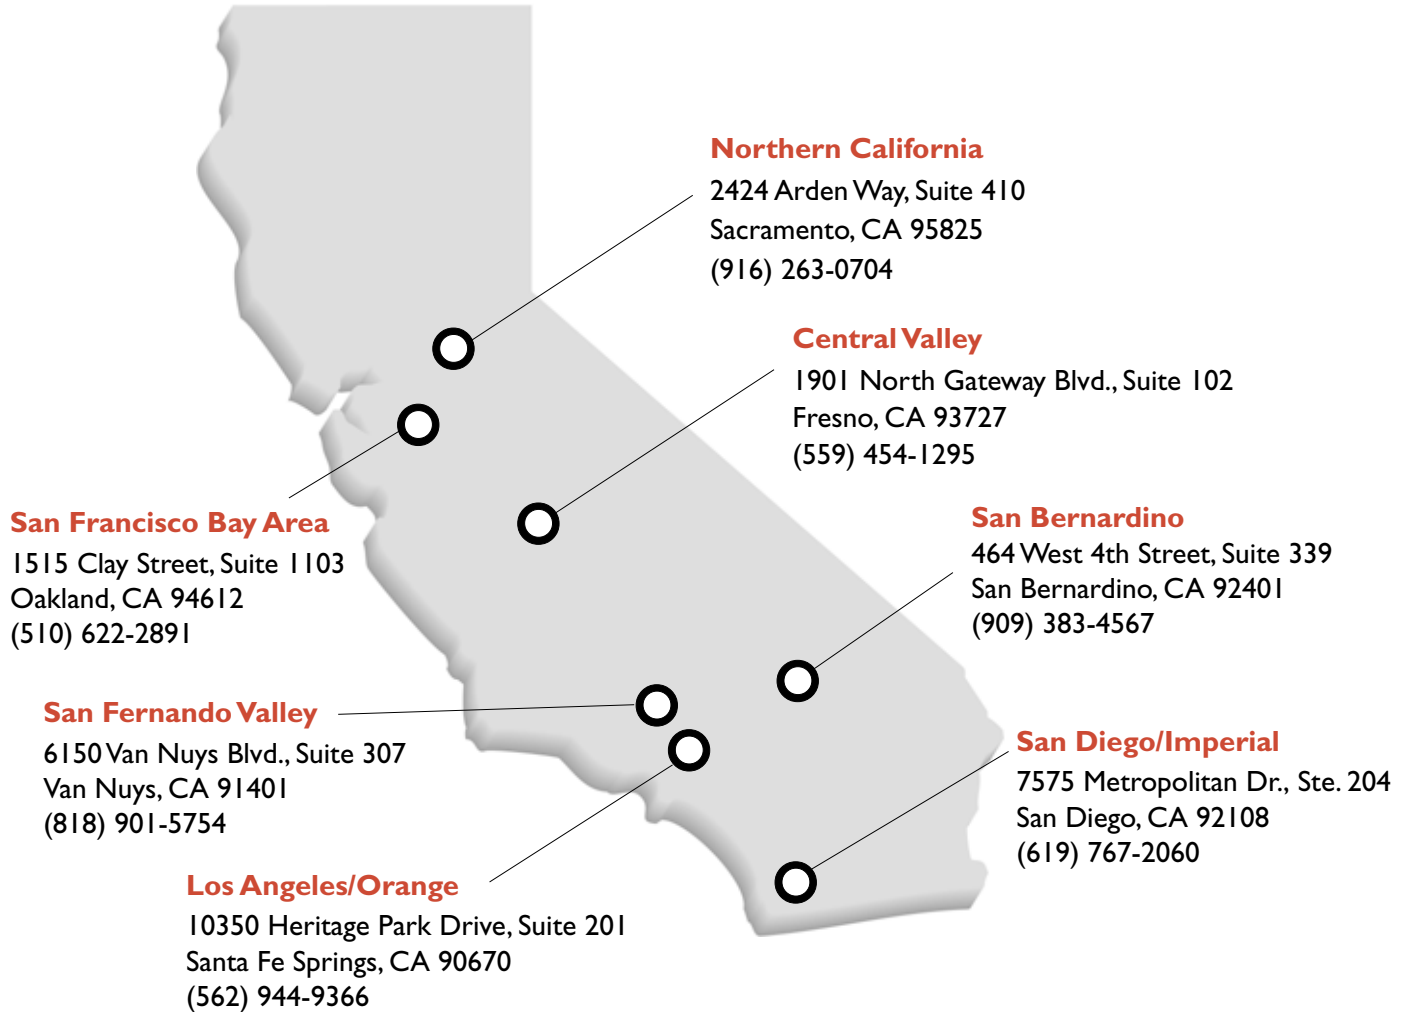 Northern California
2424 Arden Way, Suite 410
Sacramento, CA 95825
(916) 263-0704
Central Valley
1901 North Gateway Blvd., Suite 102
Fresno, CA 93727
(559) 454-1295
San Francisco Bay Area
1515 Clay Street, Suite 1103
Oakland, CA 94612
(510) 622-2891
San Bernardino
464 West 4th Street, Suite 339
San Bernardino, CA 92401
(909) 383-4567
San Fernando Valley
6150 Van Nuys Blvd., Suite 307
Van Nuys, CA 91401
(818) 901-5754
San Diego/Imperial
7575 Metropolitan Dr., Ste. 204
San Diego, CA 92108
(619) 767-2060
Los Angeles/Orange
10350 Heritage Park Drive, Suite 201
Santa Fe Springs, CA 90670
(562) 944-9366